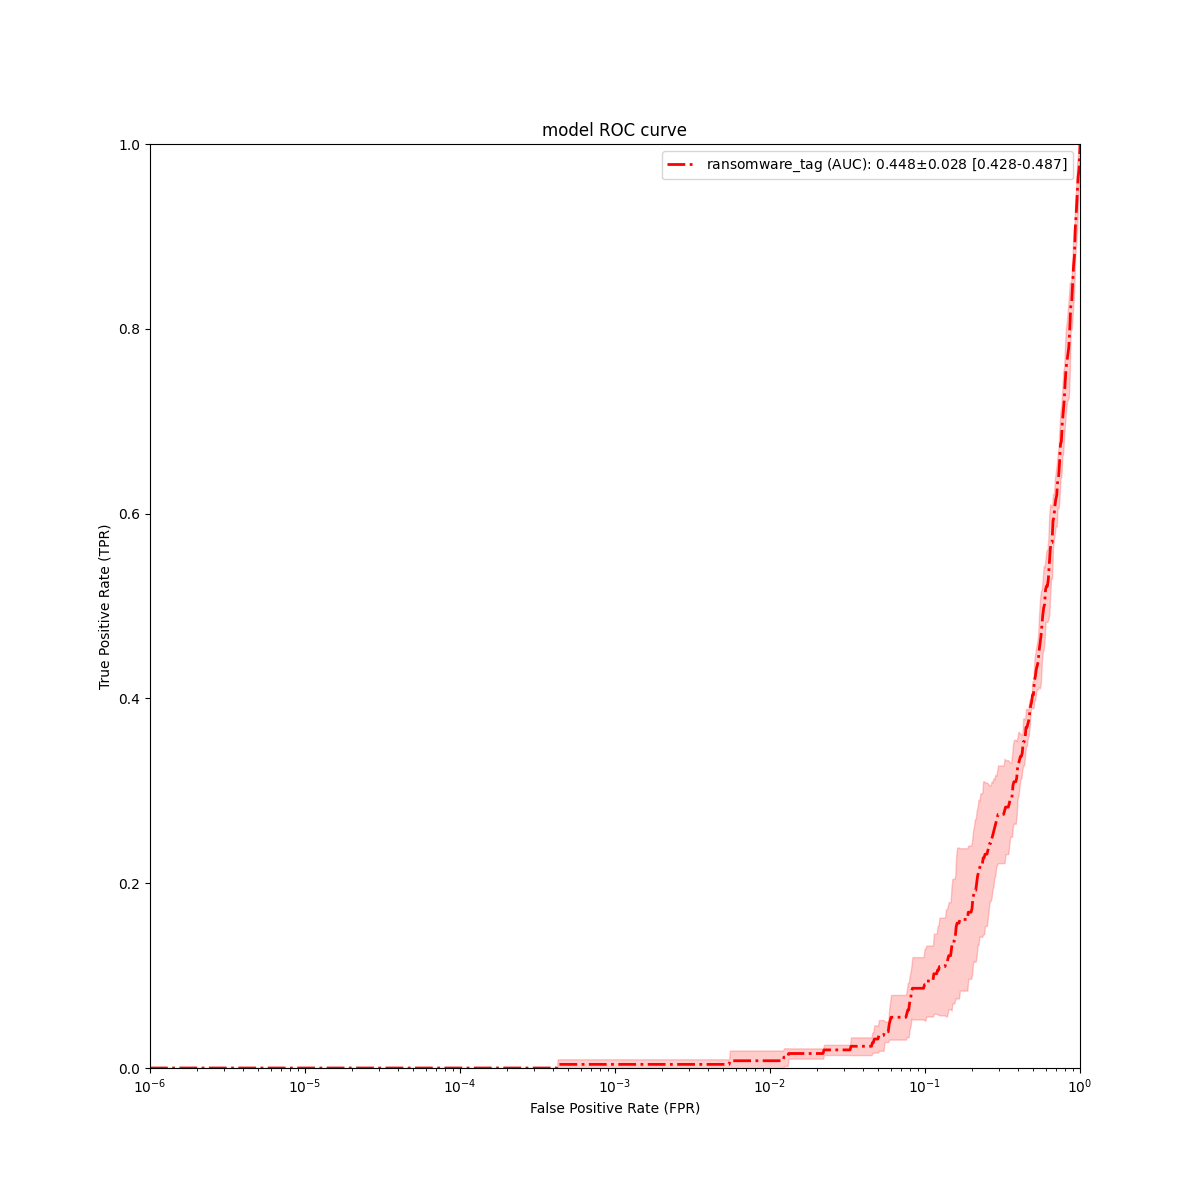 model ROC curve
ransomware_tag (AUC): 0.448±0.028 [0.428-0.487]
1.0
0.8
0.6
0.4
0.2
0.0
True Positive Rate (TPR)
10⁻⁶ 10⁻⁵ 10⁻⁴ 10⁻³ 10⁻² 10⁻¹ 10⁰
False Positive Rate (FPR)